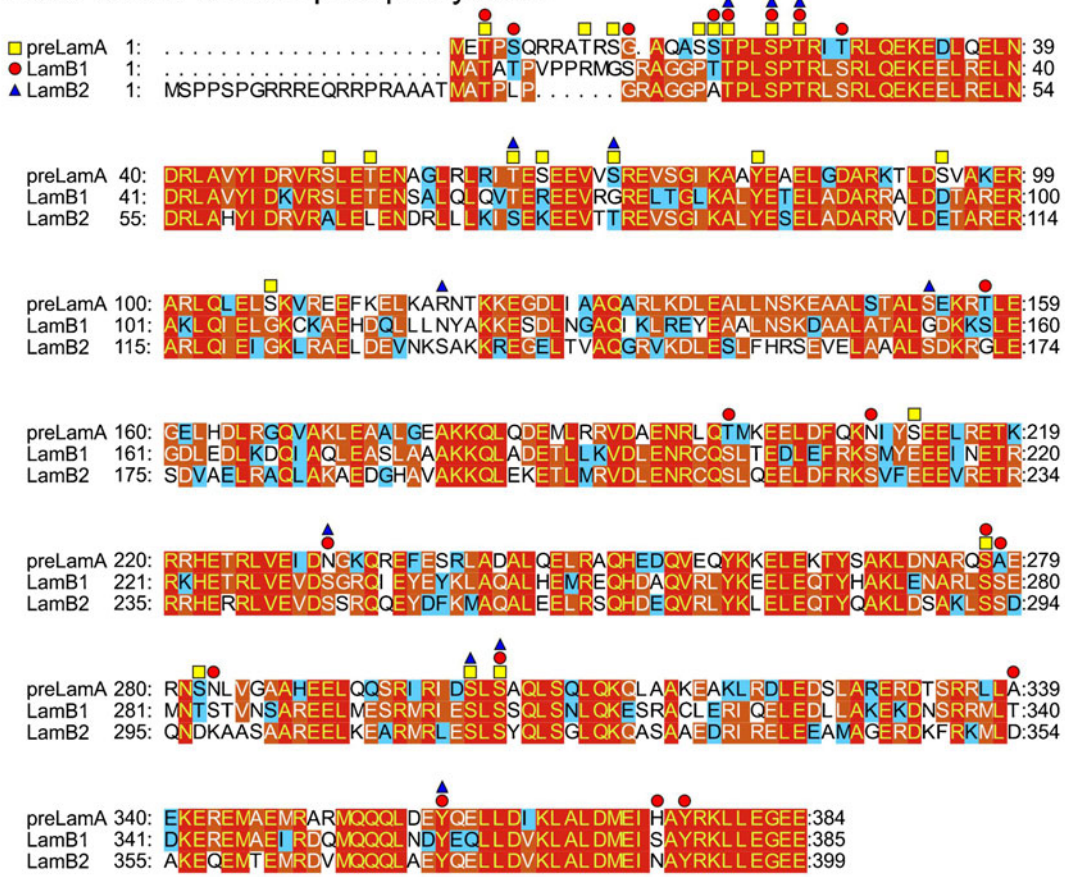 preLamA 1: ....................METPSQRRATRSG.AQASSTPLSPTRITRLQEKEDLQELN:39
LamB1 1: ....................MATATPVPPRMGSRAGGPTTPLSPTRLSRLQEKEELRELN:40
LamB2 1: MSPPSPGRRREQRRPRAAATMATPLP......GRAGGPATPLSPTRLSRLQEKEELRELN:54
preLamA 40: DRLAVYIDRVRSLETENAGLRLRITESEEVVSREVSGIKAAYEAELGDARKTLDSVAKER:99
LamB1 41: DRLAVYIDKVRSLETENSALQLQVTEREEVRGRELTGLKALYETELADARRALDDTARER:100
LamB2 55: DRLAHYIDRVRALELENDRLLLKISEKEEVTTREVSGIKALYESELADARRVLDETARER:114
preLamA 100: ARLQLELSKVREEFKELKARNTKKEGDLIAAQARLKDLEALLNSKEAALSTALSEKRTLE:159
LamB1 101: AKLQIELGKCKAEHDQLLLNYAKKESDLNGAQIKLREYEAALNSKDAALATALGDKKSLE:160
LamB2 115: ARLQIEIGKLRAELDEVNKSAKKREGELTVAQGRVKDLESLFHRSEVELAAALSDKRGLE:174
preLamA 160: GELHDLRGQVAKLEAALGEAKKQLQDEMLRRVDAENRLQTMKEELDFQKNIYSEELRETK:219
LamB1 161: GDLEDLKDQIAQLEASLAAAKKQLADETLLKVDLENRCQSLTEDLEFRKSMYEEEINETR:220
LamB2 175: SDVAELRAQLAKAEDGHAVAKKQLEKETLMRVDLENRCQSLQEELDFRKSVFEEEVRETR:234
preLamA 220: RRHETRLVEIDNGKQREFESRLADALQELRAQHEDQVEQYKKELEKTYSAKLDNARQSAE:279
LamB1 221: RKHETRLVEVDSGRQIEYEYKLAQALHEMREQHDAQVRLYKEELEQTYHAKLENARLSSE:280
LamB2 235: RRHERRLVEVDSSRQQEYDFKMAQALEELRSQHDEQVRLYKLELEQTYQAKLDSAKLSSD:294
preLamA 280: RNSNLVGAAHEELQQSRIRIDSLSAQLSQLQKQLAAKEAKLRDLEDSLARERDTSRRLLA:339
LamB1 281: MNTSTVNSAREELMESRMRIESLSSQLSNLQKESRACLERIQELEDLLAKEKDNSRRMLT:340
LamB2 295: QNDKAASAAREELKEARMRLESLSYQLSGLQKQASAAEDRIRELEEAMAGERDKFRKMLD:354
preLamA 340: EKEREMAEMRARMQQQLDEYQELLDIKLALDMEIHAYRKLLEGEE:384
LamB1 341: DKEREMAEIRDQMQQQLNDYEQLLDVKLALDMEISAYRKLLEGEE:385
LamB2 355: AKEQEMTEMRDVMQQQLAEYQELLDVKLALDMEINAYRKLLEGEE:399